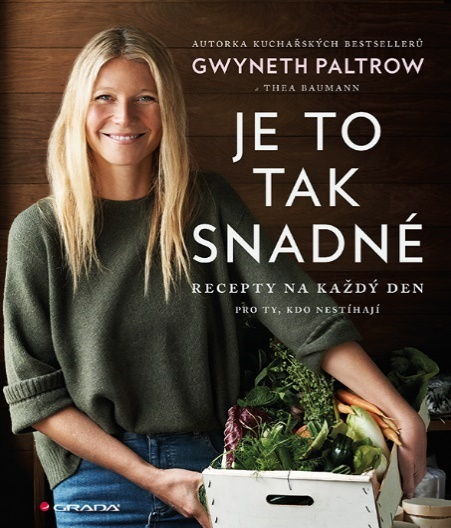 AUTORKA KUCHAŘSKÝCH BESTSELLERŮ
GWYNETH PALTROW
a THEA BAUMANN
JE TO
TAK
SNADNÉ
RECEPTY NA KAŽDÝ DEN
PRO TY, KDO NESTÍHAJÍ
GRADA